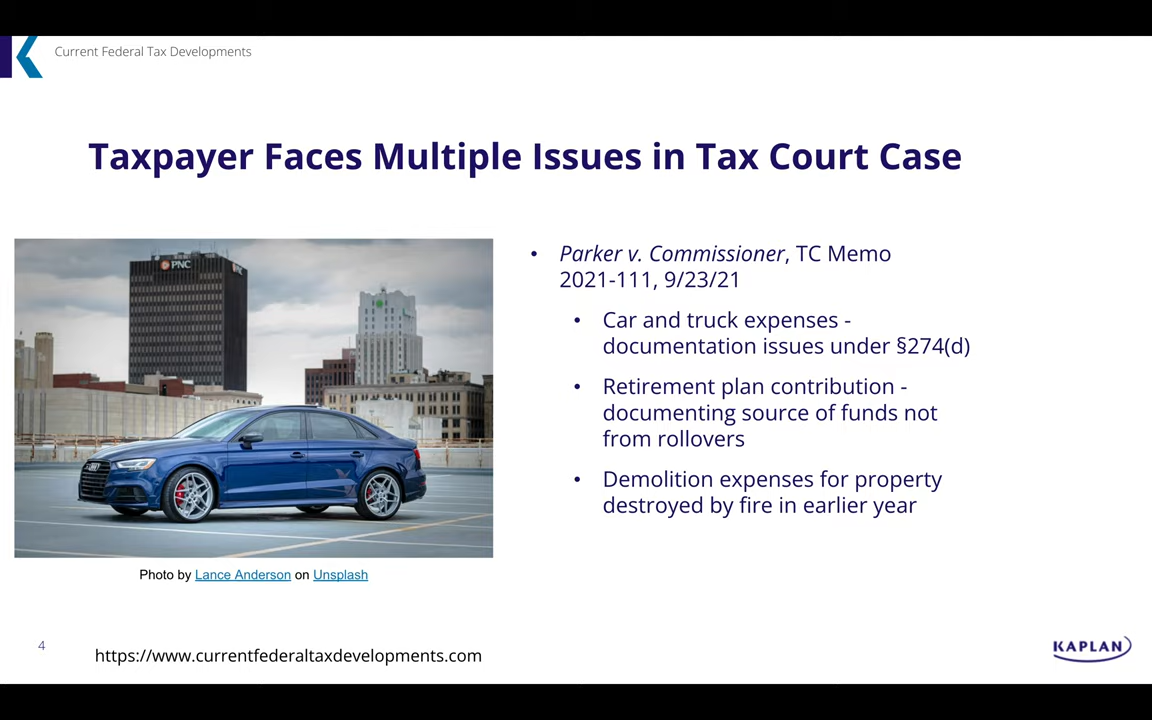 Current Federal Tax Developments
Taxpayer Faces Multiple Issues in Tax Court Case
PNC
• Parker v. Commissioner, TC Memo
2021-111, 9/23/21
• Car and truck expenses -
documentation issues under §274(d)
• Retirement plan contribution -
documenting source of funds not
from rollovers
• Demolition expenses for property
destroyed by fire in earlier year
Photo by Lance Anderson on Unsplash
4
https://www.currentfederaltaxdevelopments.com
KAPLAN